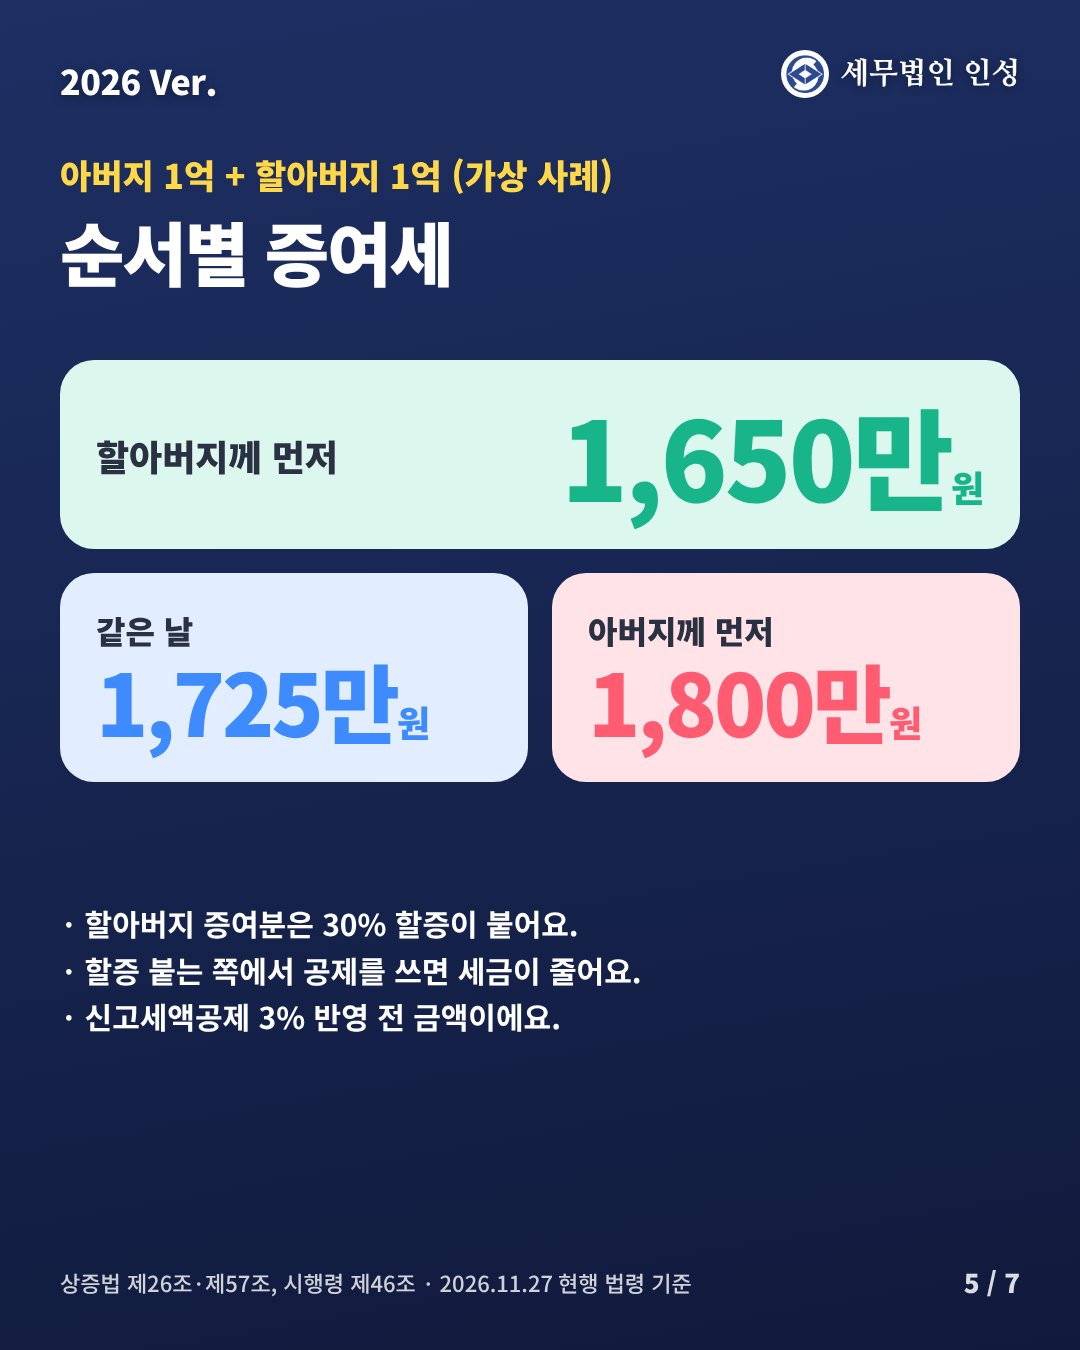 2026 Ver.
세무법인 인성
아버지 1억 + 할아버지 1억 (가상 사례)
순서별 증여세
할아버지께 먼저
1,650만원
같은 날
1,725만원
아버지께 먼저
1,800만원
· 할아버지 증여분은 30% 할증이 붙어요.
· 할증 붙는 쪽에서 공제를 쓰면 세금이 줄어요.
· 신고세액공제 3% 반영 전 금액이에요.
상증법 제26조·제57조, 시행령 제46조 · 2026.11.27 현행 법령 기준
5 / 7